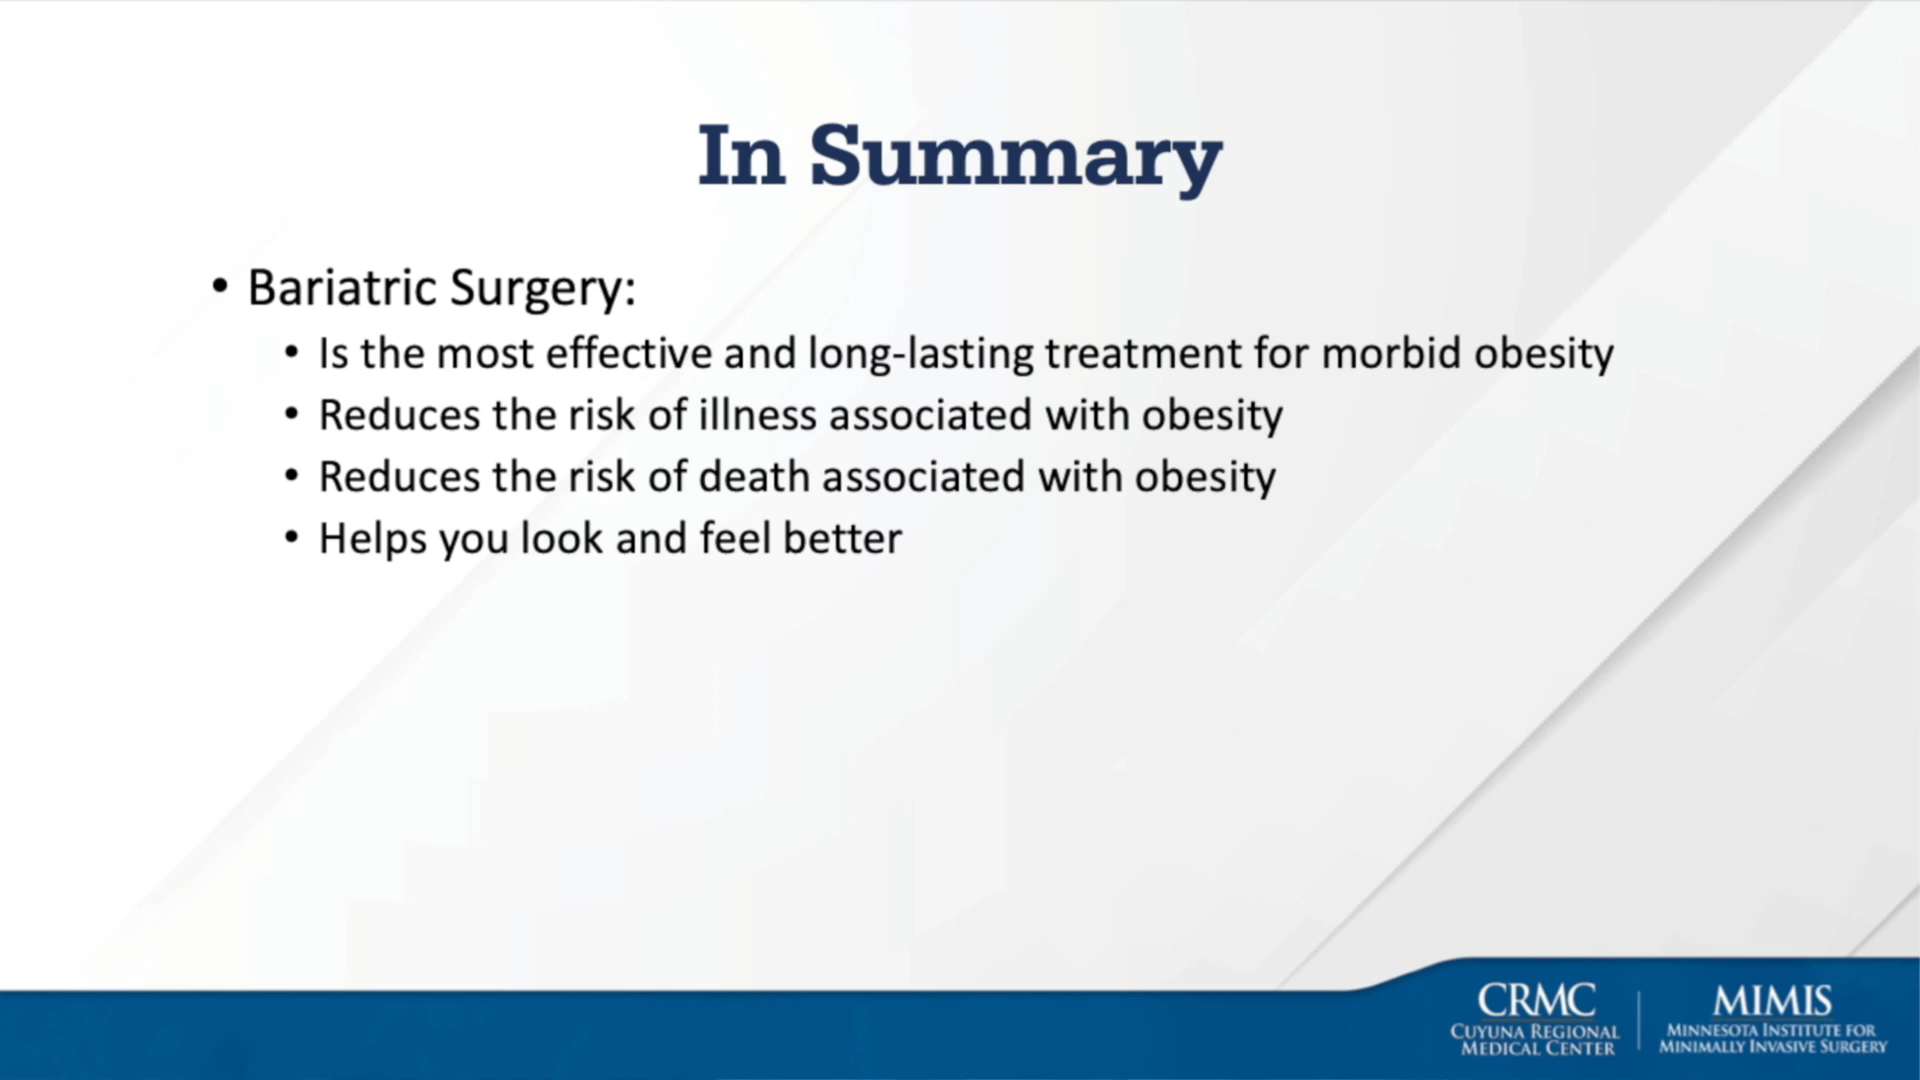 In Summary
• Bariatric Surgery:
• Is the most effective and long-lasting treatment for morbid obesity
• Reduces the risk of illness associated with obesity
• Reduces the risk of death associated with obesity
• Helps you look and feel better
CRMC
CUYUNA REGIONAL
MEDICAL CENTER
MIMIS
MINNESOTA INSTITUTE FOR
MINIMALLY INVASIVE SURGERY